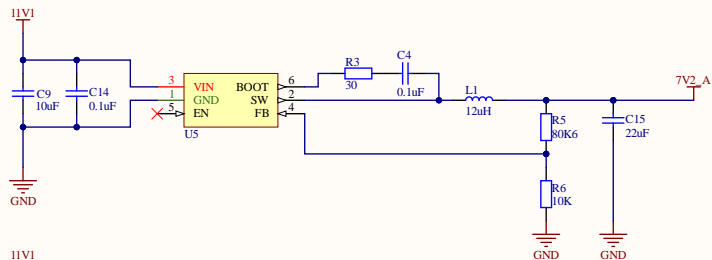 11V1
7V2_A
R3
30
C4
0.1uF
C9
10uF
C14
0.1uF
3
VIN
BOOT
6
1
GND
SW
2
5
EN
FB
4
U5
L1
12uH
R5
80K6
C15
22uF
R6
10K
GND
GND
GND
11V1